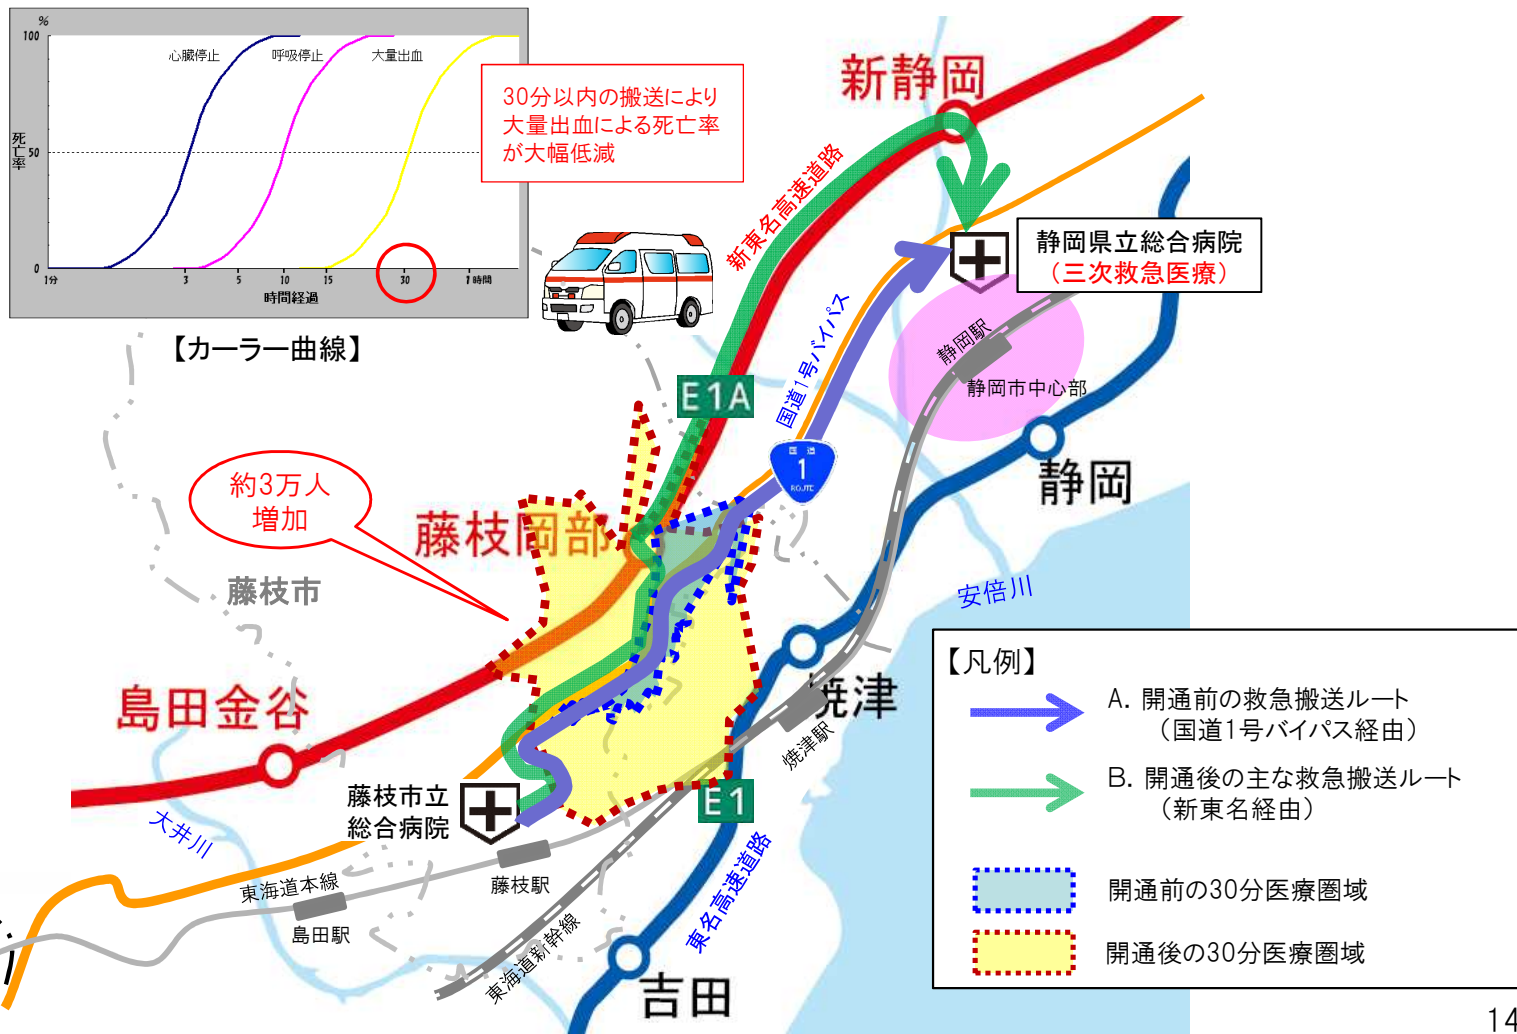 %
100
50
0
死亡率
心臓停止
呼吸停止
大量出血
1分
3
5
10
15
30
1時間
時間経過
【カーラー曲線】
30分以内の搬送により
大量出血による死亡率
が大幅低減
新静岡
新東名高速道路
静岡県立総合病院
(三次救急医療)
国道1号バイパス
静岡駅
静岡市中心部
E1A
国道
1
ROUTE
静岡
約3万人
増加
藤枝岡部
藤枝市
安倍川
島田金谷
焼津
焼津駅
藤枝市立
総合病院
E1
大井川
東名高速道路
東海道本線
藤枝駅
島田駅
東海道新幹線
吉田
【凡例】
A. 開通前の救急搬送ルート
(国道1号バイパス経由)
B. 開通後の主な救急搬送ルート
(新東名経由)
開通前の30分医療圏域
開通後の30分医療圏域
14